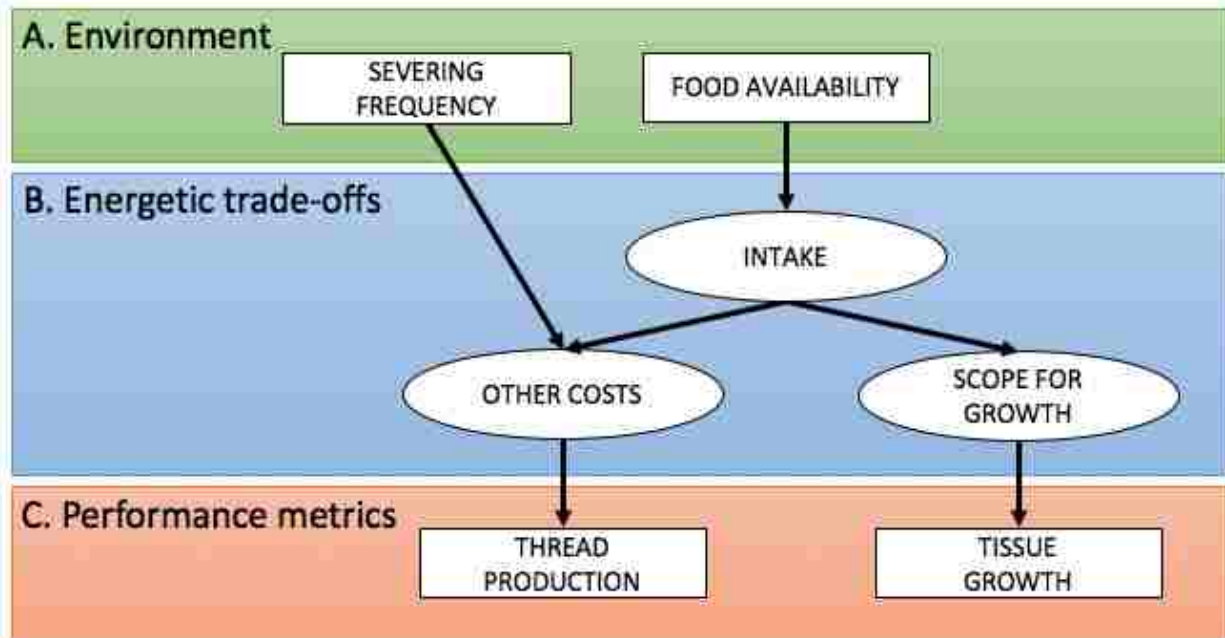 A. Environment
SEVERING
FREQUENCY
FOOD AVAILABILITY
B. Energetic trade-offs
INTAKE
OTHER COSTS
SCOPE FOR
GROWTH
C. Performance metrics
THREAD
PRODUCTION
TISSUE
GROWTH